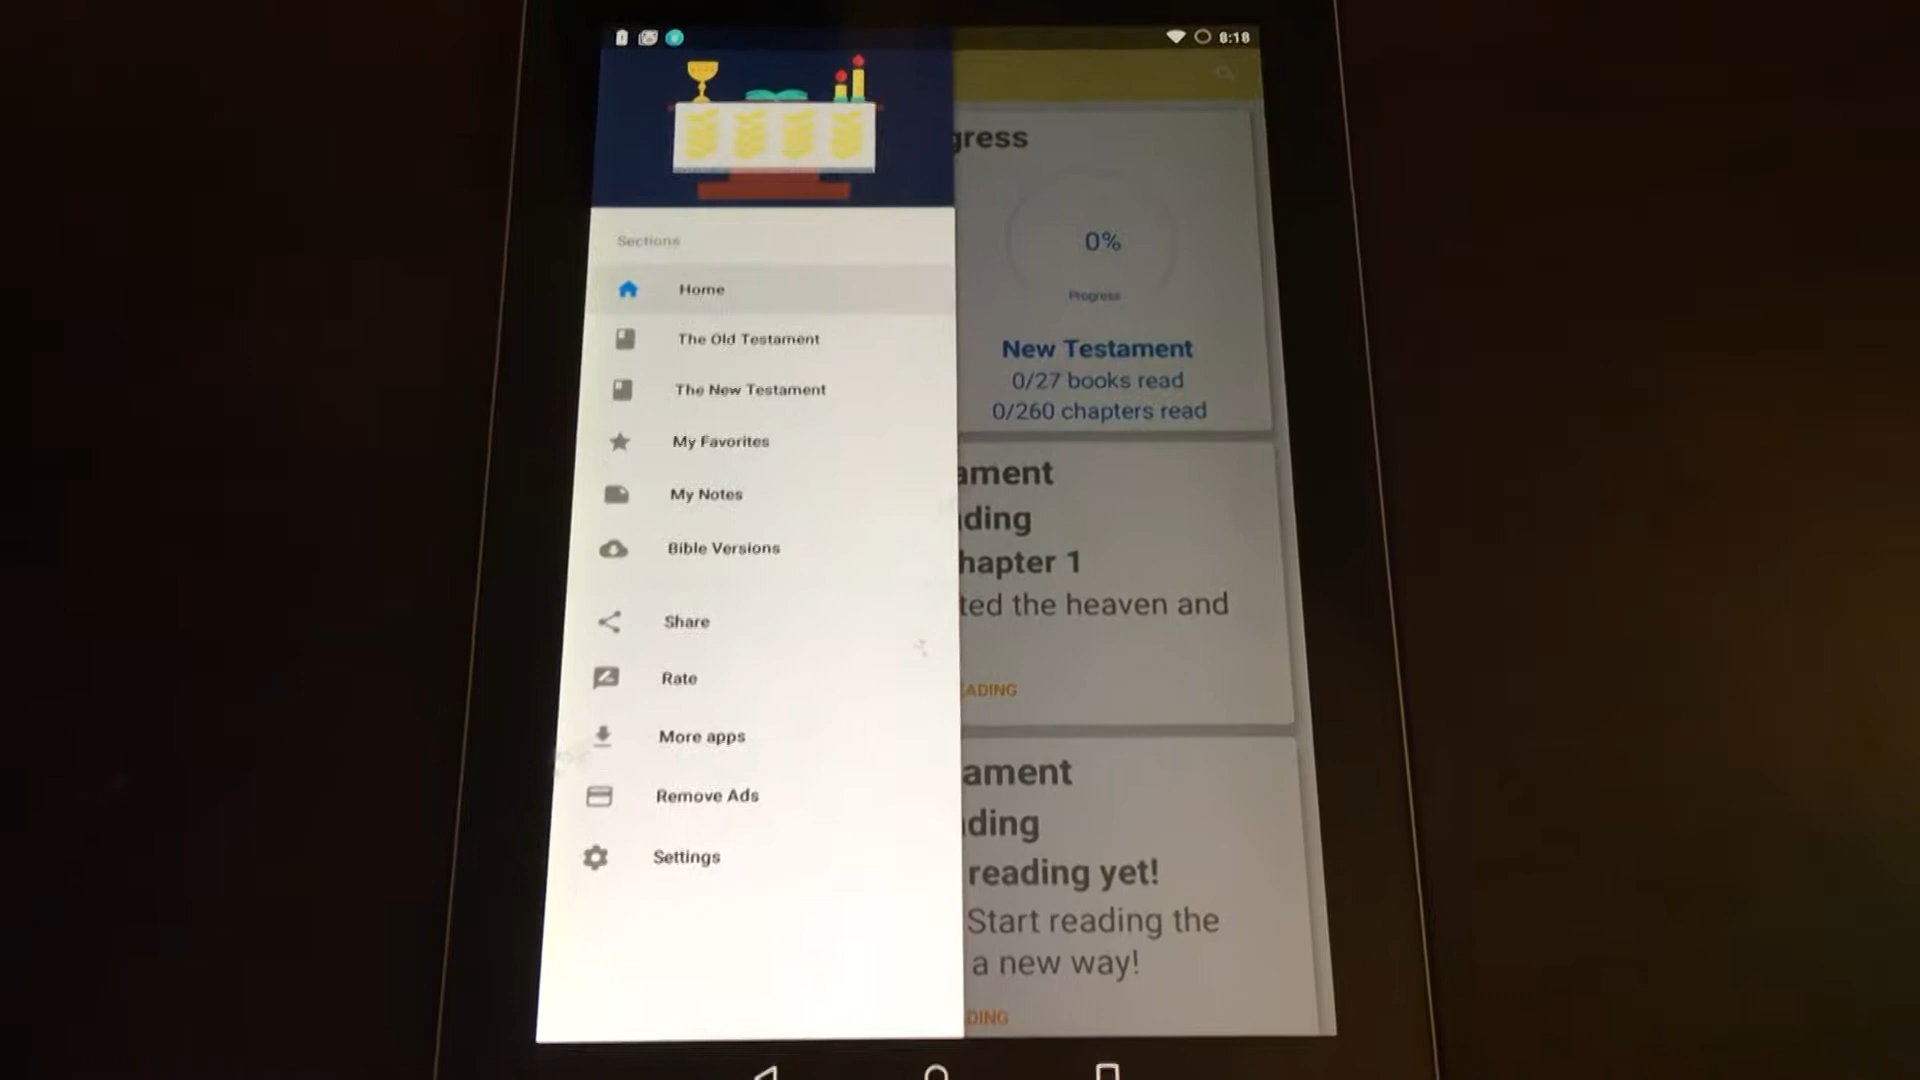 8:18
Sections
Home
The Old Testament
The New Testament
My Favorites
My Notes
Bible Versions
Share
Rate
More apps
Remove Ads
Settings
gress
0%
Progress
New Testament
0/27 books read
0/260 chapters read
ament
ding
hapter 1
ted the heaven and
ADING
ament
ding
reading yet!
Start reading the
a new way!
DING